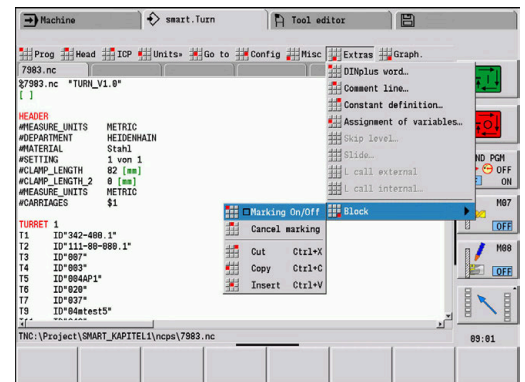 Machine smart.Turn Tool editor
Prog Head ICP Units» Go to Config Misc Extras Graph.
7983.nc
%7983.nc "TURN_V1.0"
[ ]
HEADER
#MEASURE_UNITS METRIC
#DEPARTMENT HEIDENHAIN
#MATERIAL Stahl
#SETTING 1 von 1
#CLAMP_LENGTH 82 [mm]
#CLAMP_LENGTH_2 0 [mm]
#MEASURE_UNITS METRIC
#CARRIAGES $1
TURRET 1
T1 ID"342-400.1"
T2 ID"111-80-080.1"
T3 ID"007"
T4 ID"003"
T5 ID"004AP1"
T6 ID"020"
T7 ID"037"
T9 ID"04mtest5"
DINplus word…
Comment line…
Constant definition…
Assignment of variables…
Skip level…
Slide…
L call external
L call internal…
Block
Marking On/Off
Cancel marking
Cut Ctrl+X
Copy Ctrl+C
Insert Ctrl+V
ND PGM
OFF
ON
M07
OFF
M08
OFF
TNC:\Project\SMART_KAPITEL1\ncps\7983.nc
09:01